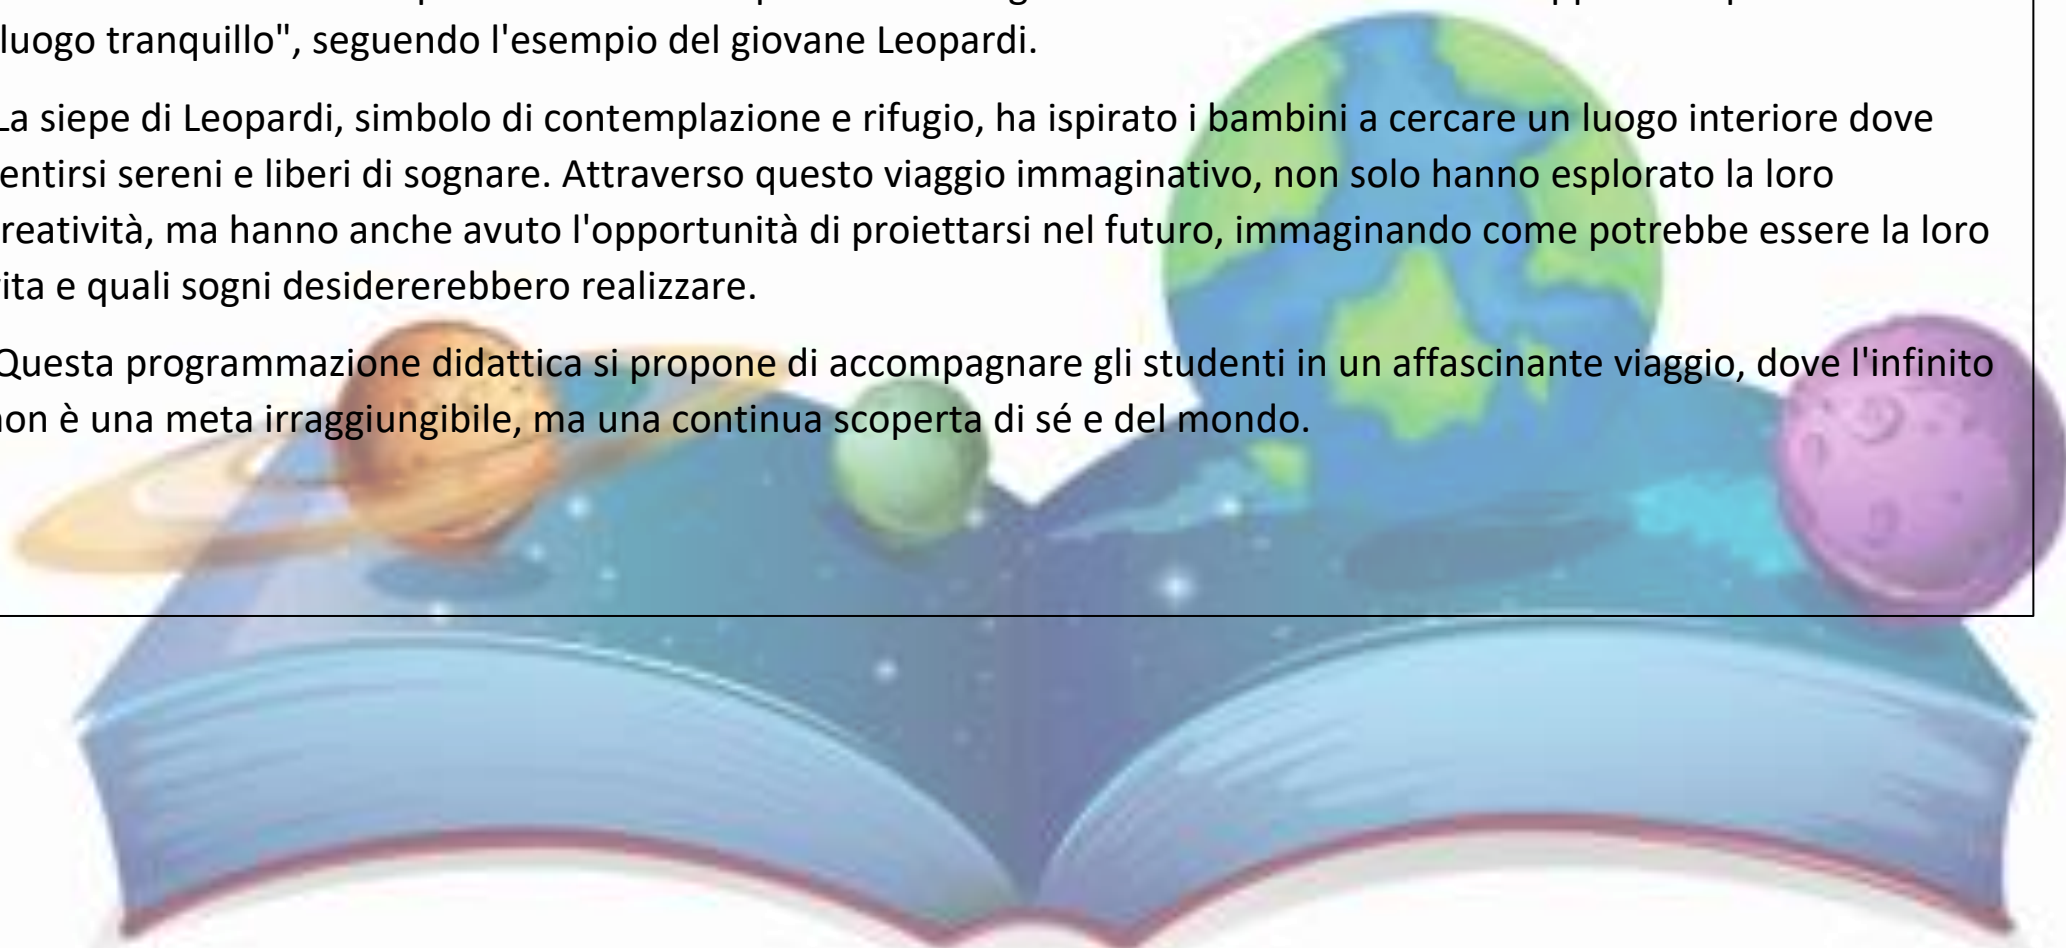 luogo tranquillo", seguendo l'esempio del giovane Leopardi.
La siepe di Leopardi, simbolo di contemplazione e rifugio, ha ispirato i bambini a cercare un luogo interiore dove
entirsi sereni e liberi di sognare. Attraverso questo viaggio immaginativo, non solo hanno esplorato la loro
reatività, ma hanno anche avuto l'opportunità di proiettarsi nel futuro, immaginando come potrebbe essere la loro
ita e quali sogni desidererebbero realizzare.
Questa programmazione didattica si propone di accompagnare gli studenti in un affascinante viaggio, dove l'infinito
non è una meta irraggiungibile, ma una continua scoperta di sé e del mondo.